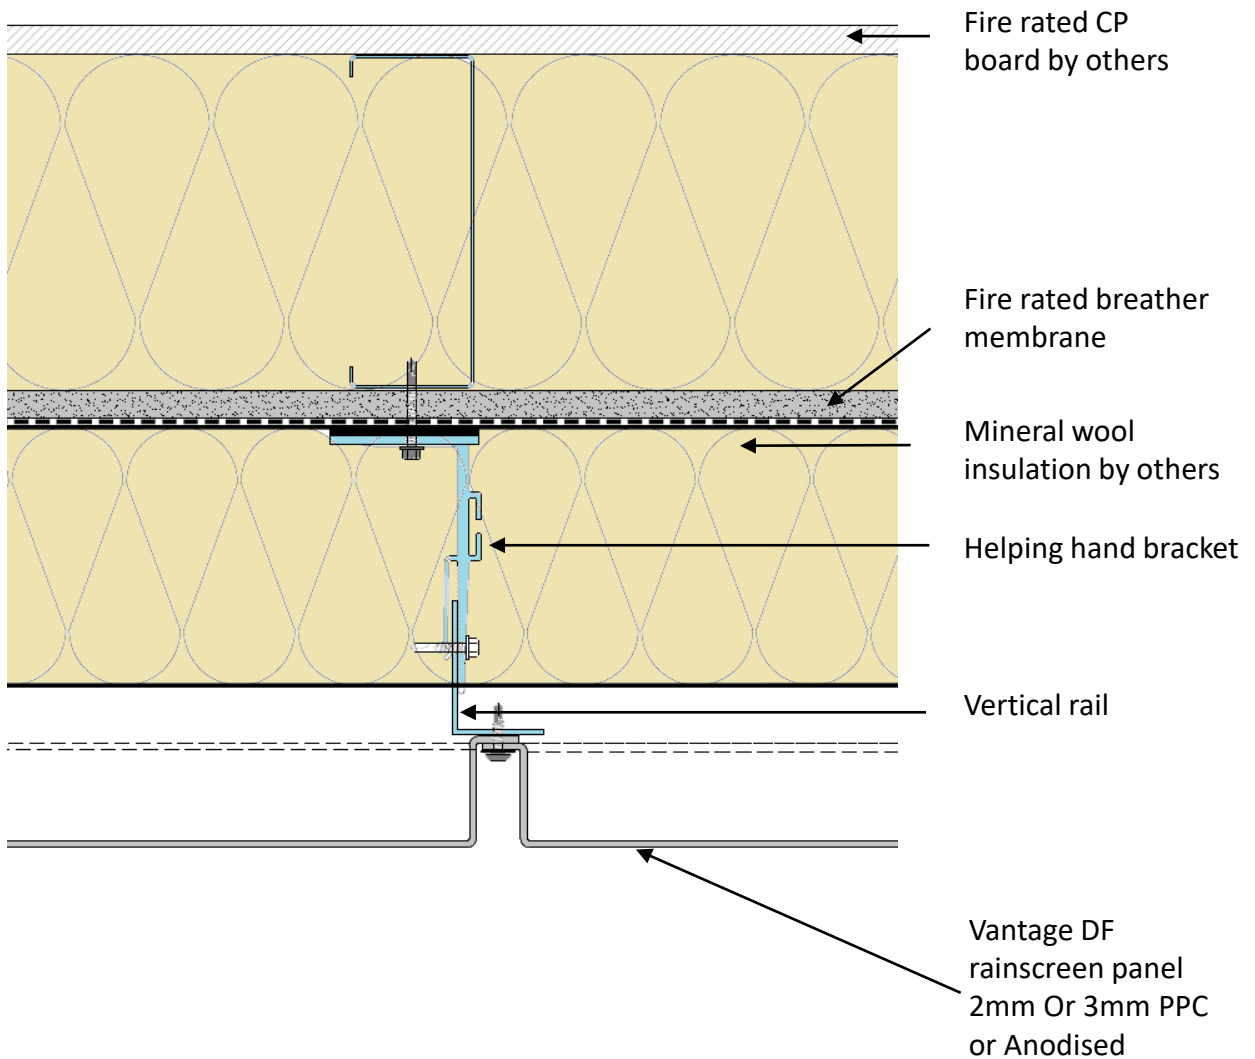 Fire rated CP
board by others
Fire rated breather
membrane
Mineral wool
insulation by others
Helping hand bracket
Vertical rail
Vantage DF
rainscreen panel
2mm Or 3mm PPC
or Anodised